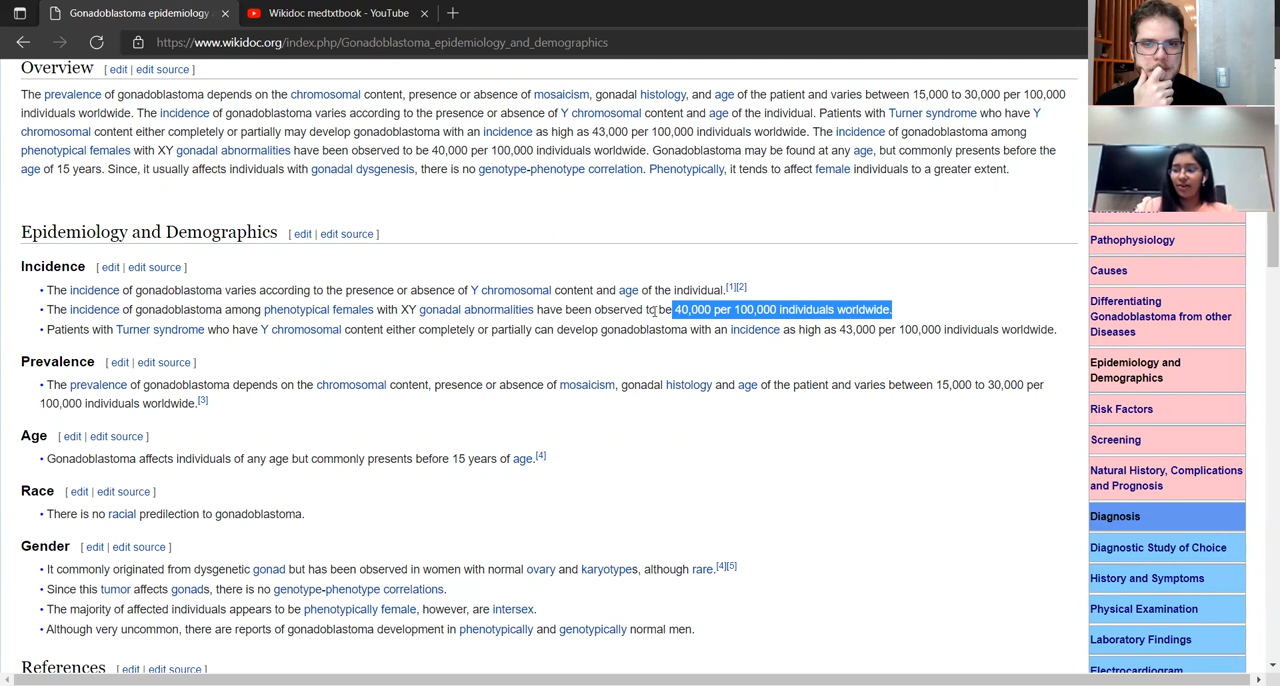 Gonadoblastoma epidemiology
Wikidoc medtxtbook - YouTube
https://www.wikidoc.org/index.php/Gonadoblastoma_epidemiology_and_demographics
Overview [ edit | edit source ]
The prevalence of gonadoblastoma depends on the chromosomal content, presence or absence of mosaicism, gonadal histology, and age of the patient and varies between 15,000 to 30,000 per 100,000
individuals worldwide. The incidence of gonadoblastoma varies according to the presence or absence of Y chromosomal content and age of the individual. Patients with Turner syndrome who have Y
chromosomal content either completely or partially may develop gonadoblastoma with an incidence as high as 43,000 per 100,000 individuals worldwide. The incidence of gonadoblastoma among
phenotypical females with XY gonadal abnormalities have been observed to be 40,000 per 100,000 individuals worldwide. Gonadoblastoma may be found at any age, but commonly presents before the
age of 15 years. Since, it usually affects individuals with gonadal dysgenesis, there is no genotype-phenotype correlation. Phenotypically, it tends to affect female individuals to a greater extent.
Epidemiology and Demographics [ edit | edit source ]
Incidence [ edit | edit source ]
• The incidence of gonadoblastoma varies according to the presence or absence of Y chromosomal content and age of the individual.[1][2]
• The incidence of gonadoblastoma among phenotypical females with XY gonadal abnormalities have been observed to be 40,000 per 100,000 individuals worldwide.
• Patients with Turner syndrome who have Y chromosomal content either completely or partially can develop gonadoblastoma with an incidence as high as 43,000 per 100,000 individuals worldwide.
Prevalence [ edit | edit source ]
• The prevalence of gonadoblastoma depends on the chromosomal content, presence or absence of mosaicism, gonadal histology and age of the patient and varies between 15,000 to 30,000 per
100,000 individuals worldwide.[3]
Age [ edit | edit source ]
• Gonadoblastoma affects individuals of any age but commonly presents before 15 years of age.[4]
Race [ edit | edit source ]
• There is no racial predilection to gonadoblastoma.
Gender [ edit | edit source ]
• It commonly originated from dysgenetic gonad but has been observed in women with normal ovary and karyotypes, although rare.[4][5]
• Since this tumor affects gonads, there is no genotype-phenotype correlations.
• The majority of affected individuals appears to be phenotypically female, however, are intersex.
• Although very uncommon, there are reports of gonadoblastoma development in phenotypically and genotypically normal men.
References [ edit | edit source ]
Pathophysiology
Causes
Differentiating
Gonadoblastoma from other
Diseases
Epidemiology and
Demographics
Risk Factors
Screening
Natural History, Complications
and Prognosis
Diagnosis
Diagnostic Study of Choice
History and Symptoms
Physical Examination
Laboratory Findings
Electrocardiogram